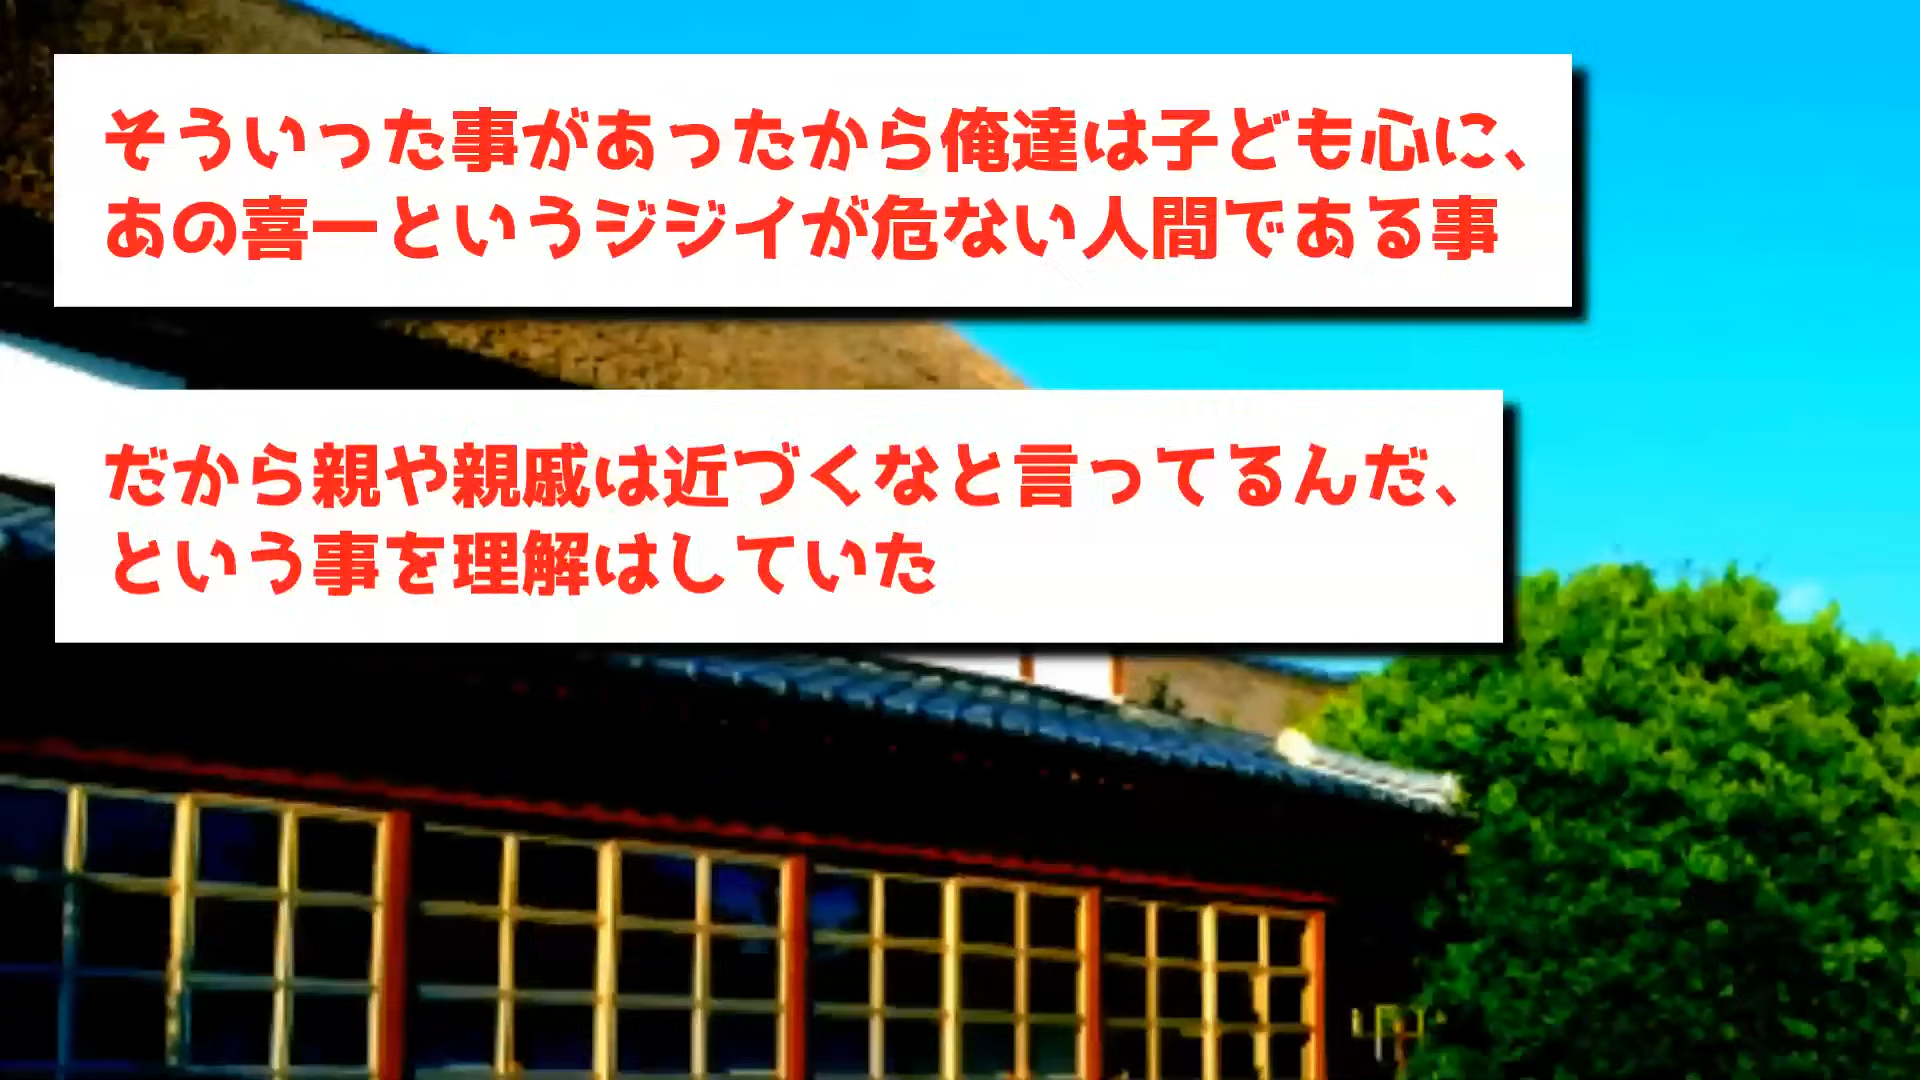 そういった事があったから俺達は子ども心に、
あの喜一というジジイが危ない人間である事
だから親や親戚は近づくなと言ってるんだ、
という事を理解はしていた